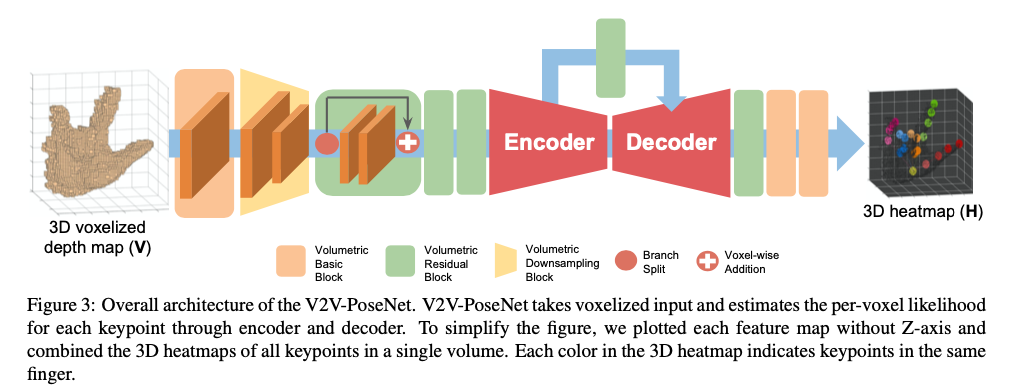 Encoder
Decoder
3D voxelized
depth map (V)
3D heatmap (H)
Volumetric
Basic
Block
Volumetric
Residual
Block
Volumetric
Downsampling
Block
Branch
Split
Voxel-wise
Addition
Figure 3: Overall architecture of the V2V-PoseNet. V2V-PoseNet takes voxelized input and estimates the per-voxel likelihood
for each keypoint through encoder and decoder. To simplify the figure, we plotted each feature map without Z-axis and
combined the 3D heatmaps of all keypoints in a single volume. Each color in the 3D heatmap indicates keypoints in the same
finger.